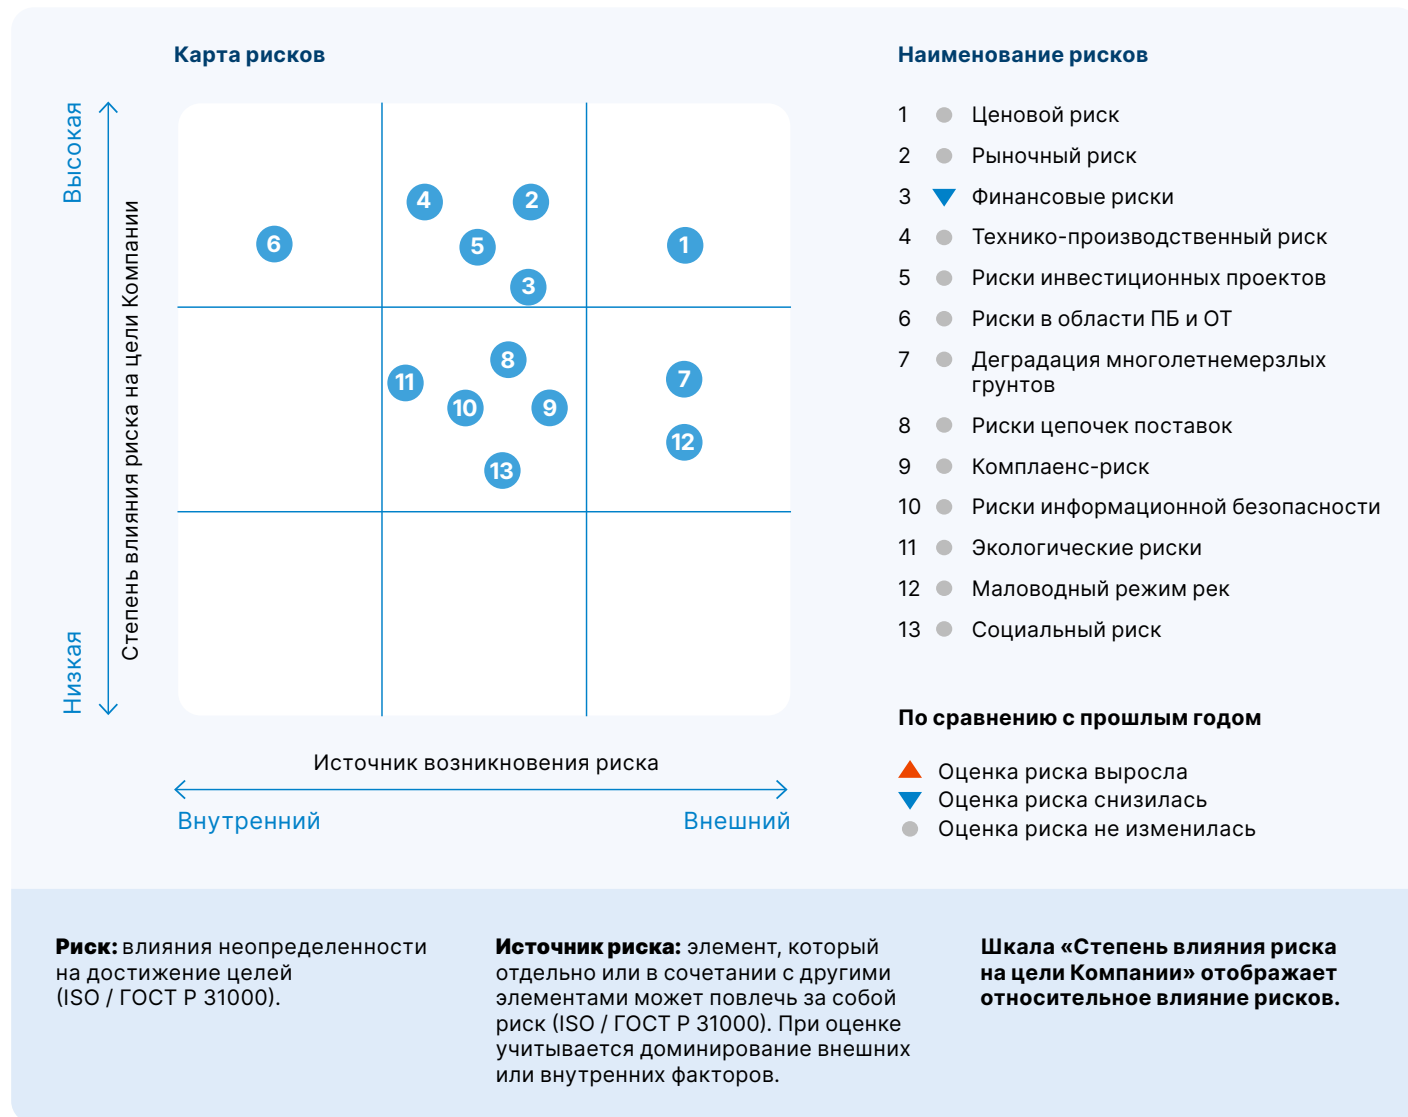 Карта рисков
Высокая
Степень влияния риска на цели Компании
Низкая
4
2
6
5
1
3
8
11
7
10
9
12
13
Источник возникновения риска
Внутренний
Внешний
Наименование рисков
1 Ценовой риск
2 Рыночный риск
3 Финансовые риски
4 Технико-производственный риск
5 Риски инвестиционных проектов
6 Риски в области ПБ и ОТ
7 Деградация многолетнемерзлых
грунтов
8 Риски цепочек поставок
9 Комплаенс-риск
10 Риски информационной безопасности
11 Экологические риски
12 Маловодный режим рек
13 Социальный риск
По сравнению с прошлым годом
Оценка риска выросла
Оценка риска снизилась
Оценка риска не изменилась
Риск: влияния неопределенности
на достижение целей
(ISO / ГОСТ Р 31000).
Источник риска: элемент, который
отдельно или в сочетании с другими
элементами может повлечь за собой
риск (ISO / ГОСТ Р 31000). При оценке
учитывается доминирование внешних
или внутренних факторов.
Шкала «Степень влияния риска
на цели Компании» отображает
относительное влияние рисков.